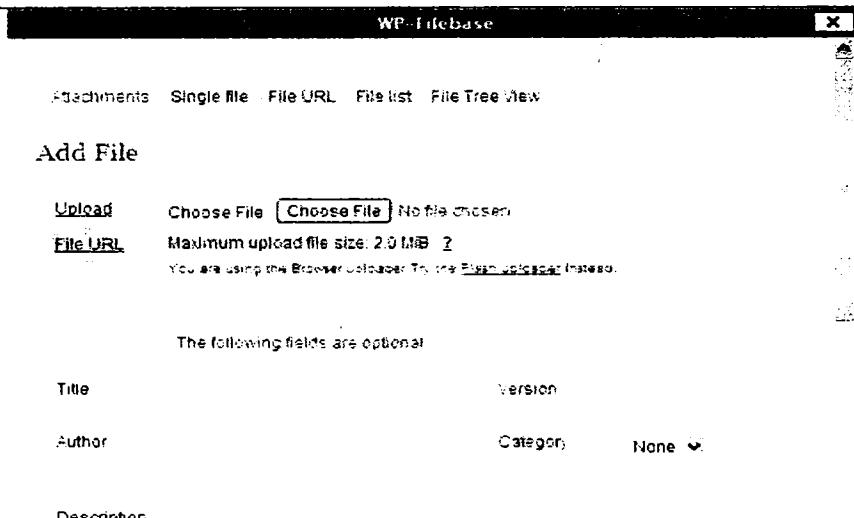 WP-Filebase
Attachments Single file File URL File list File Tree View
Add File
Upload Choose File Choose File No file chosen
File URL Maximum upload file size: 2.0 MiB ?
You are using the Browser uploader. Try the Flash uploader instead.
The following fields are optional
Title Version
Author Category None
Description